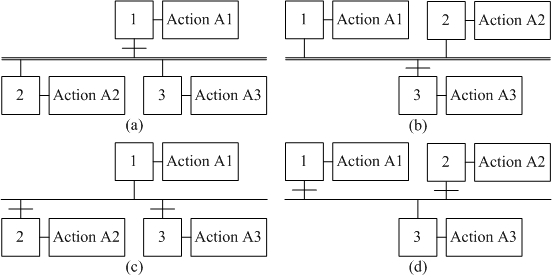 1 Action A1
2 Action A2 3 Action A3
(a)
1 Action A1 2 Action A2
3 Action A3
(b)
1 Action A1
2 Action A2 3 Action A3
(c)
1 Action A1 2 Action A2
3 Action A3
(d)